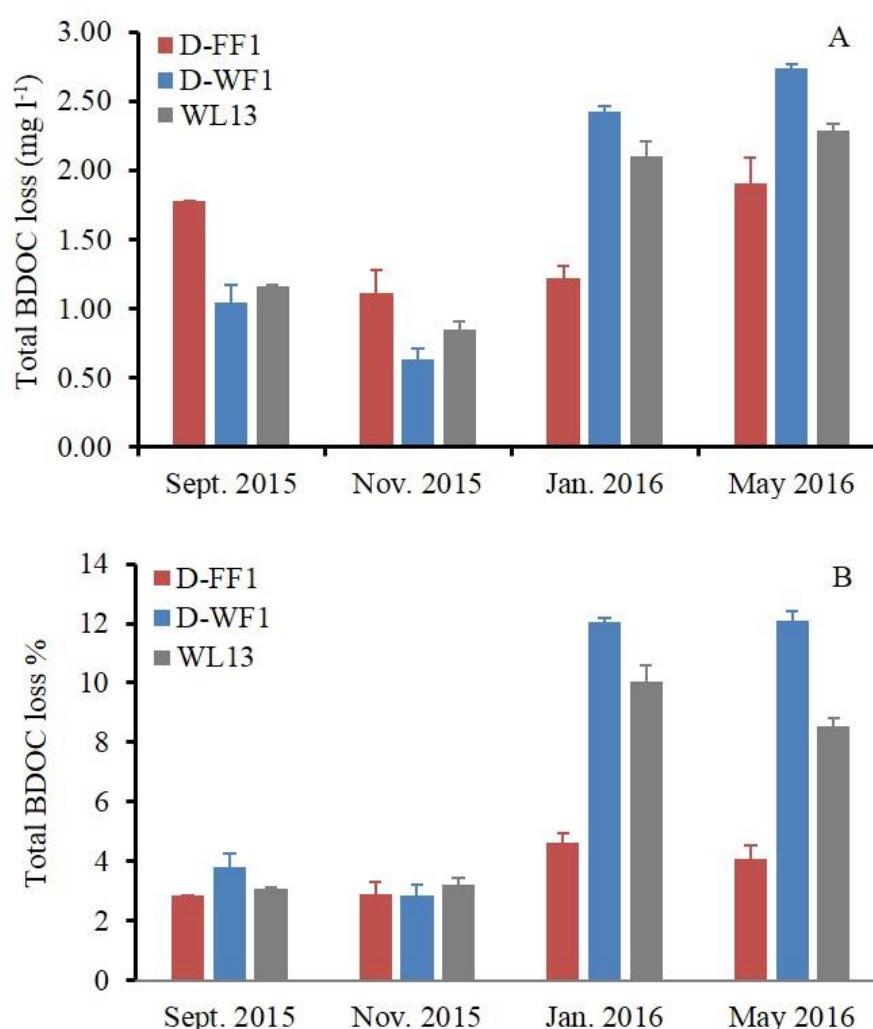 3.00
2.50
2.00
1.50
1.00
0.50
0.00
Total BDOC loss (mg l⁻¹)
D-FF1
D-WF1
WL13
A
Sept. 2015
Nov. 2015
Jan. 2016
May 2016
14
12
10
8
6
4
2
0
Total BDOC loss %
D-FF1
D-WF1
WL13
B
Sept. 2015
Nov. 2015
Jan. 2016
May 2016